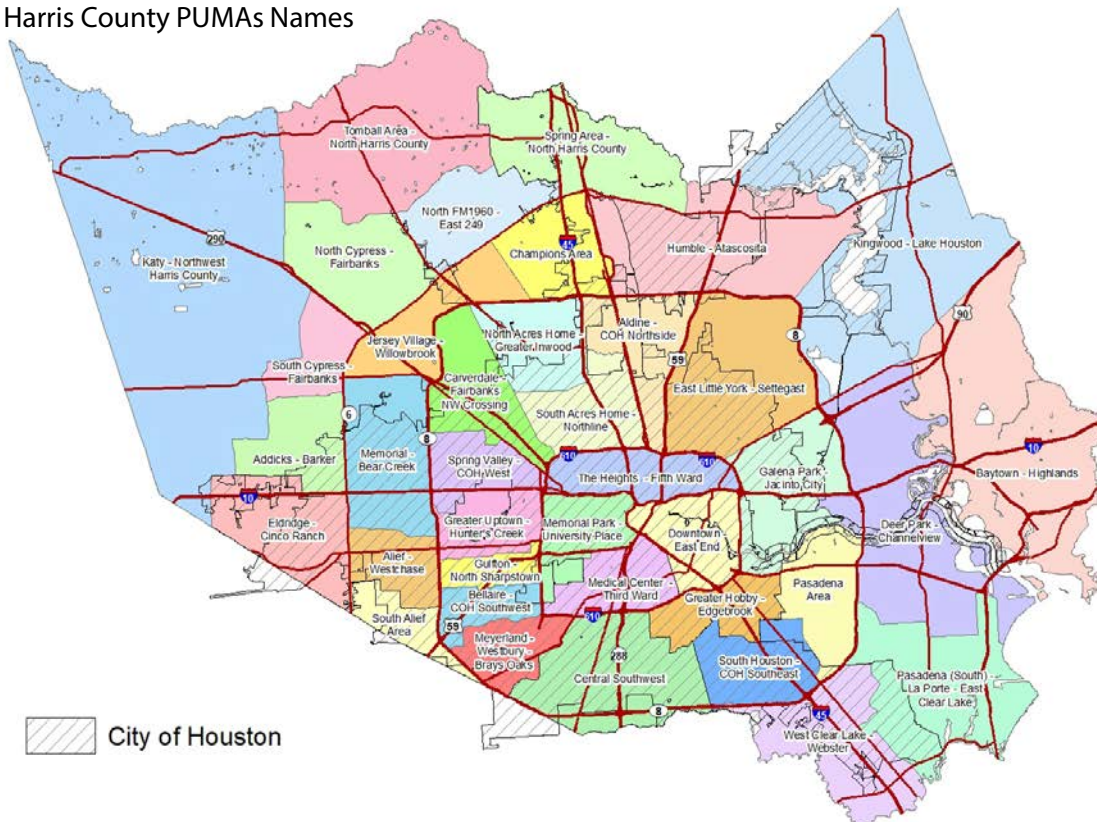 Harris County PUMAs Names
Tomball Area -
North Harris County
Spring Area -
North Harris County
North FM1960 -
East 249
290
Katy - Northwest
Harris County
North Cypress -
Fairbanks
45
Champions Area
Humble - Atascosita
Kingwood - Lake Houston
90
Jersey Village -
Willowbrook
North Acres Home -
Greater Inwood
Aldine -
COH Northside
59
8
South Cypress -
Fairbanks
Carverdale -
Fairbanks
NW Crossing
East Little York - Settegast
6
8
South Acres Home -
Northline
Addicks - Barker
Memorial -
Bear Creek
Spring Valley -
COH West
610
The Heights - Fifth Ward
610
Galena Park -
Jacinto City
10
Baytown - Highlands
10
Eldridge -
Cinco Ranch
Greater Uptown -
Hunter's Creek
Memorial Park -
University Place
Downtown -
East End
Deer Park -
Channelview
Alief -
Westchase
Gulfton -
North Sharpstown
Medical Center -
Third Ward
Pasadena
Area
Bellaire -
COH Southwest
Greater Hobby -
Edgebrook
South Alief
Area
59
610
Meyerland -
Westbury -
Brays Oaks
288
Central Southwest
South Houston -
COH Southeast
Pasadena (South) -
La Porte - East
Clear Lake
8
45
West Clear Lake -
Webster
City of Houston